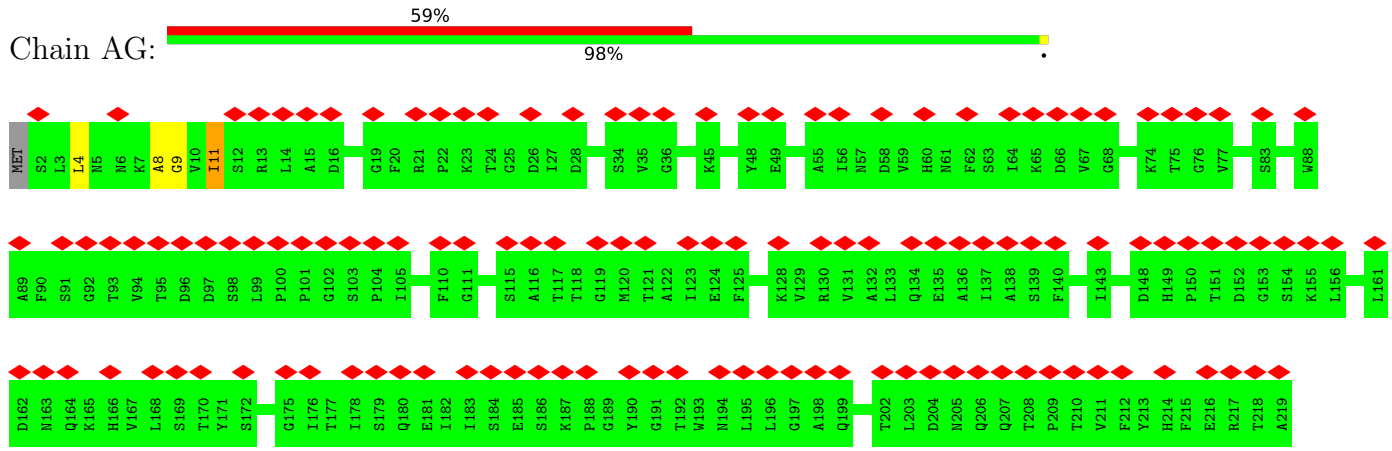 59%
Chain AG:
98%
.
MET S2 L3 L4 N5 N6 K7 A8 G9 V10 I11 S12 R13 L14 A15 D16 G19 F20 R21 P22 K23 T24 G25 D26 I27 D28 S34 V35 G36 K45 Y48 E49 A55 I56 N57 D58 V59 H60 N61 F62 S63 I64 K65 D66 V67 G68 K74 T75 G76 V77 S83 W88
A89 F90 S91 G92 T93 V94 T95 D96 D97 S98 L99 P100 P101 G102 S103 P104 I105 F110 G111 S115 A116 T117 T118 G119 M120 T121 A122 I123 E124 F125 K128 V129 R130 V131 A132 L133 Q134 E135 A136 I137 A138 S139 F140 I143 D148 H149 P150 T151 D152 G153 S154 K155 L156 L161
D162 N163 Q164 K165 H166 V167 L168 S169 T170 Y171 S172 G175 I176 T177 I178 S179 Q180 E181 I182 I183 S184 E185 S186 K187 P188 G189 Y190 G191 T192 W193 N194 L195 L196 G197 A198 Q199 T202 L203 D204 N205 Q206 Q207 T208 P209 T210 V211 F212 Y213 H214 F215 E216 R217 T218 A219